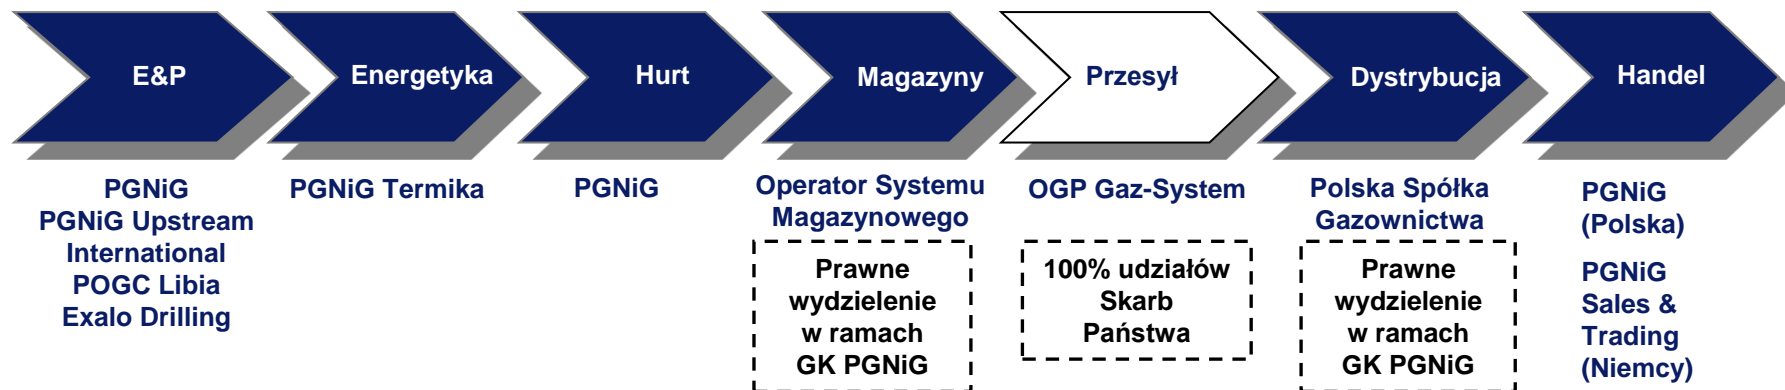 E&P
Energetyka
Hurt
Magazyny
Przesył
Dystrybucja
Handel
PGNiG
PGNiG Upstream
International
POGC Libia
Exalo Drilling
PGNiG Termika
PGNiG
Operator Systemu
Magazynowego
Prawne
wydzielenie
w ramach
GK PGNiG
OGP Gaz-System
100% udziałów
Skarb
Państwa
Polska Spółka
Gazownictwa
Prawne
wydzielenie
w ramach
GK PGNiG
PGNiG
(Polska)
PGNiG
Sales &
Trading
(Niemcy)